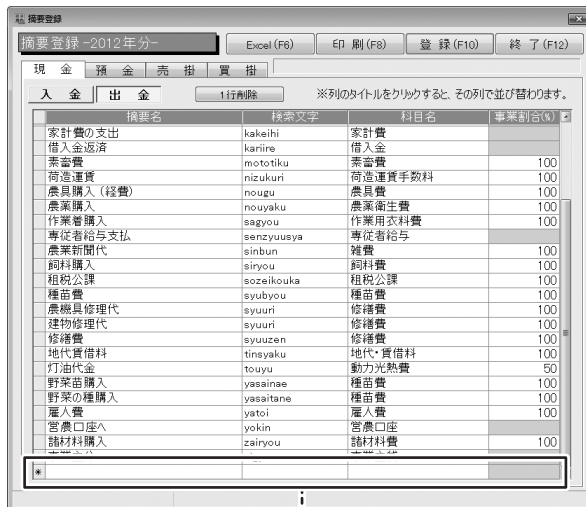 摘要登録
摘要登録 -2012年分-
Excel (F6)
印 刷 (F8)
登 録 (F10)
終 了 (F12)
現 金 預 金 売 掛 買 掛
入 金 出 金 1行削除 ※列のタイトルをクリックすると、その列で並び替わります。
摘要名 検索文字 科目名 事業割合(%)
家計費の支出 kakeihi 家計費
借入金返済 kariire 借入金
素畜費 mototiku 素畜費 100
荷造運賃 nizukuri 荷造運賃手数料 100
農具購入（経費） nougu 農具費 100
農薬購入 nouyaku 農薬衛生費 100
作業着購入 sagyou 作業用衣料費 100
専従者給与支払 senzyuusya 専従者給与
農業新聞代 sinbun 雑費 100
飼料購入 siryou 飼料費 100
租税公課 sozeikouka 租税公課 100
種苗費 syubyou 種苗費 100
農機具修理代 syuuri 修繕費 100
建物修理代 syuuri 修繕費 100
修繕費 syuuzen 修繕費 100
地代賃借料 tinsyaku 地代・賃借料 100
灯油代金 touyu 動力光熱費 50
野菜苗購入 yasainae 種苗費 100
野菜の種購入 yasaitane 種苗費 100
雇人費 yatoi 雇人費 100
営農口座へ yokin 営農口座
諸材料購入 zairyou 諸材料費 100
*
i